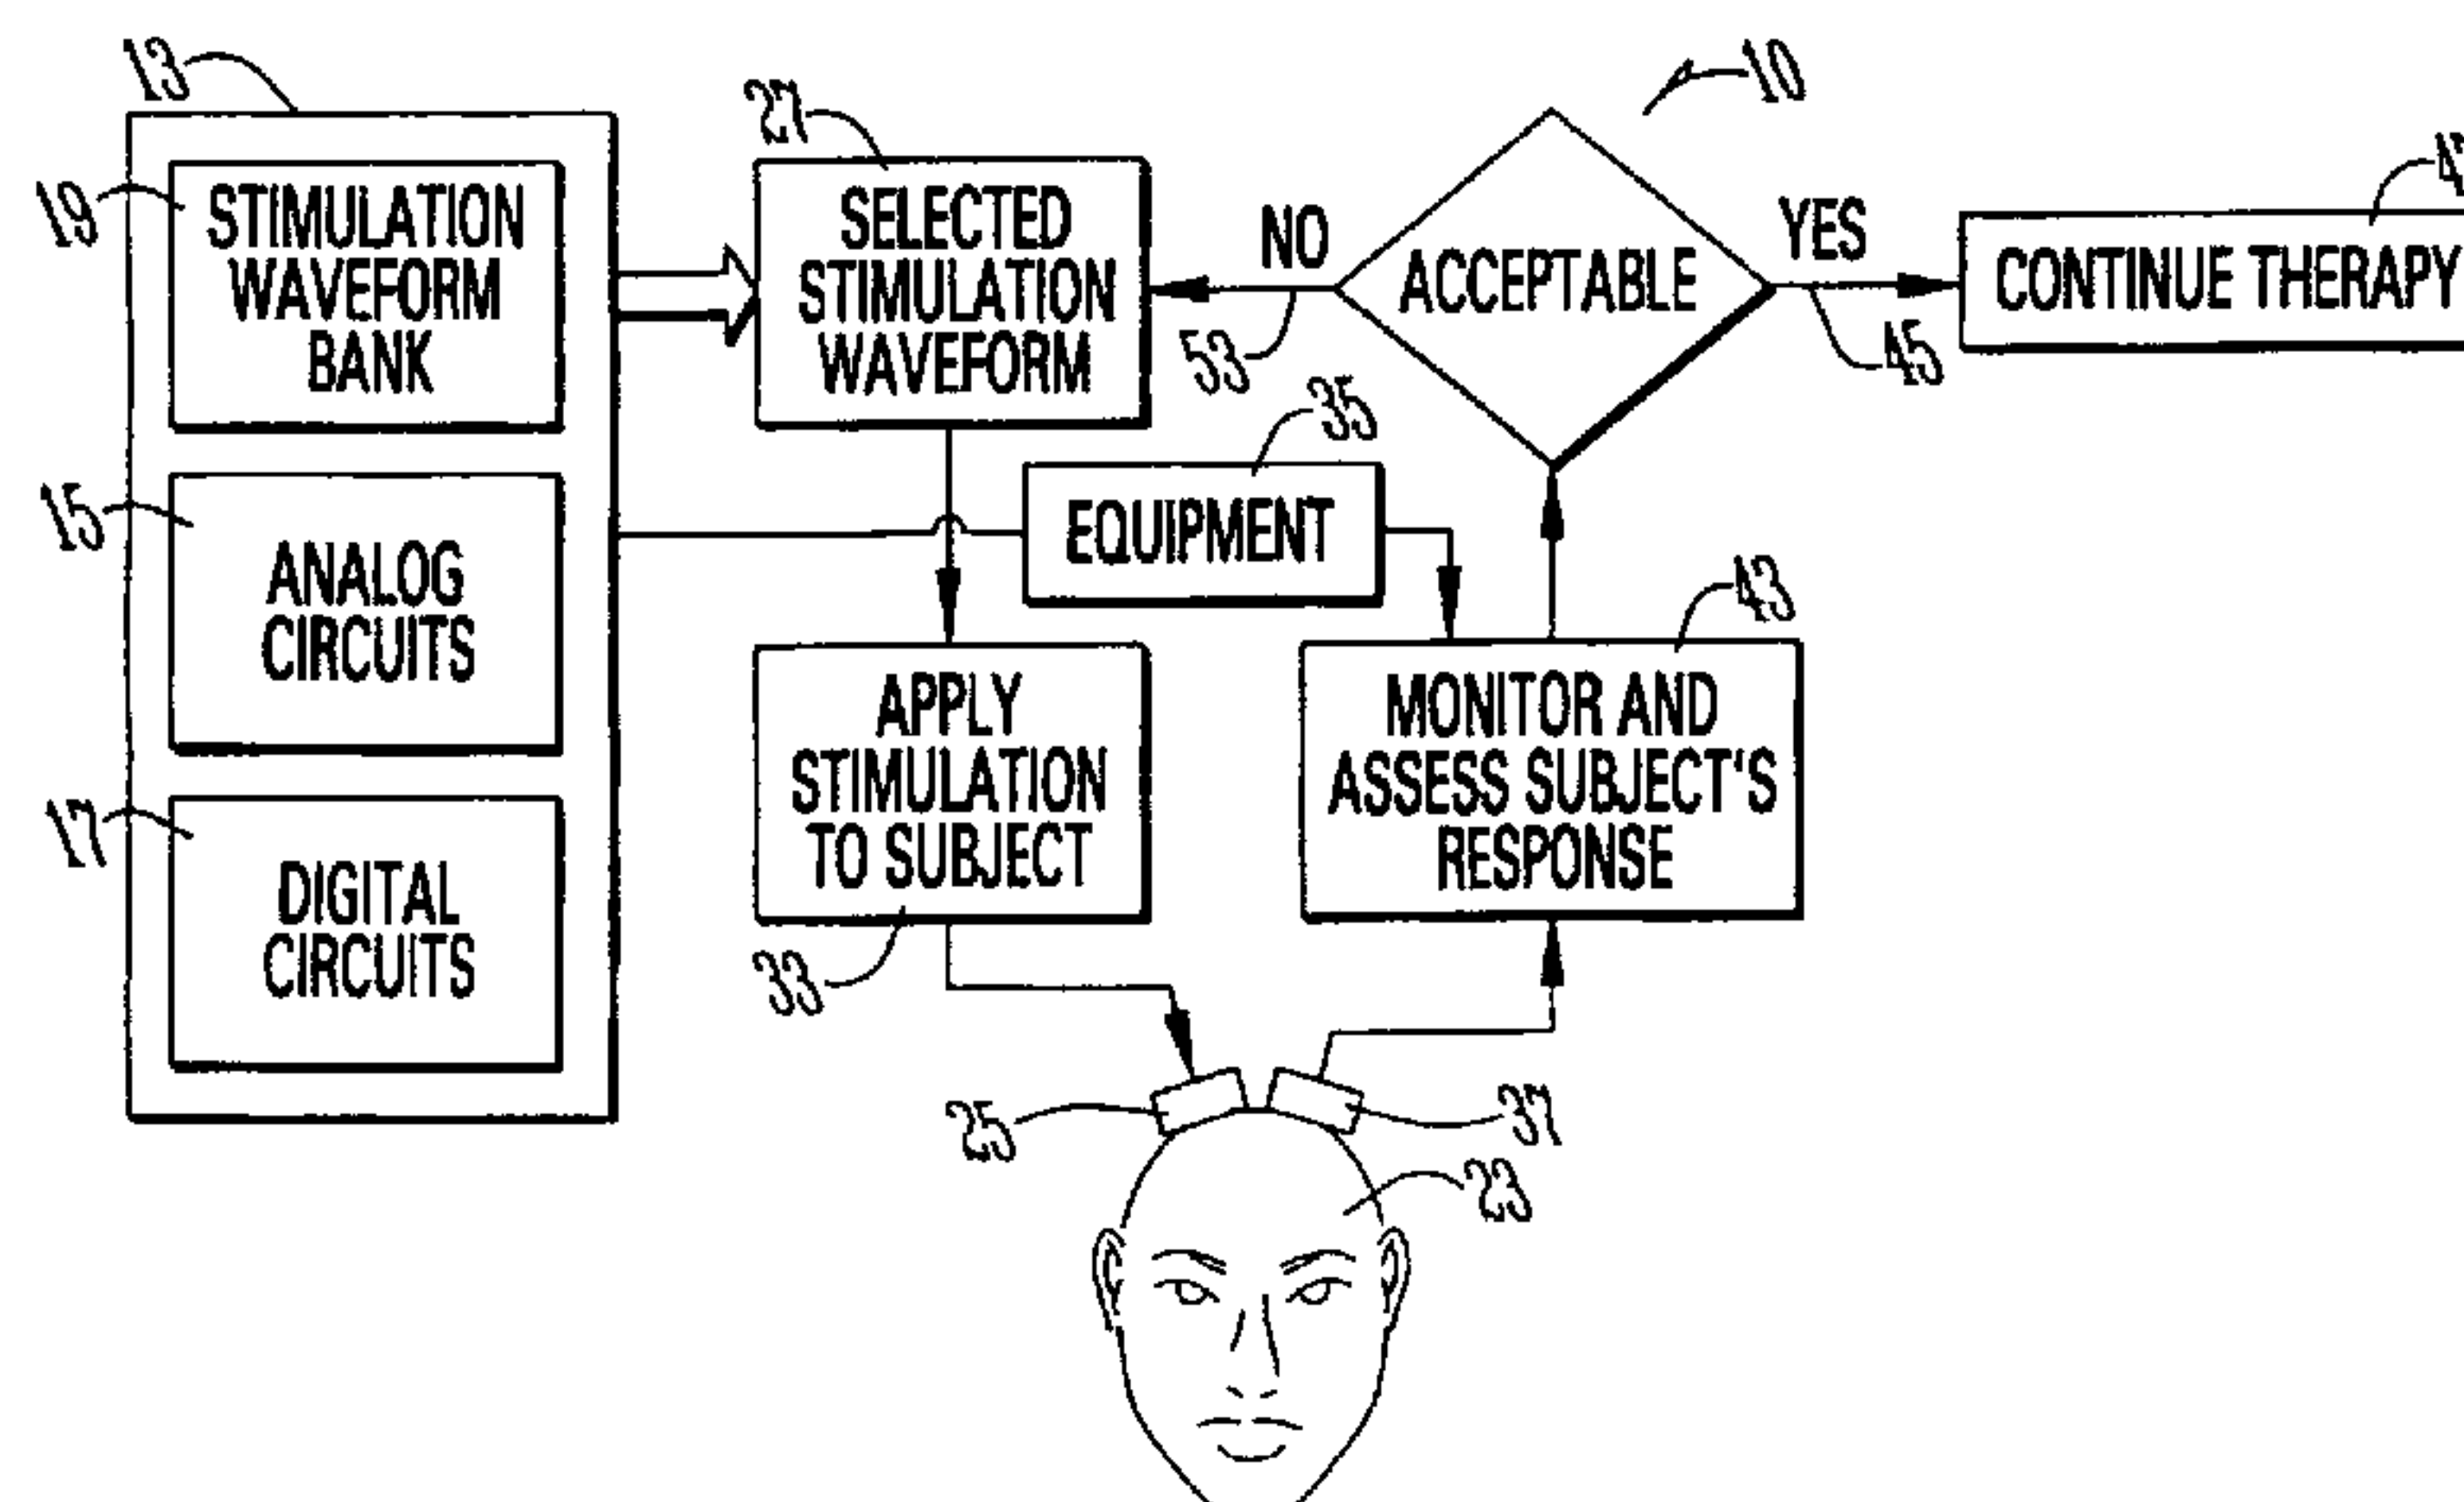 13
19
STIMULATION
WAVEFORM
BANK
15
ANALOG
CIRCUITS
17
DIGITAL
CIRCUITS
27
SELECTED
STIMULATION
WAVEFORM
NO
53
ACCEPTABLE
10
YES
45
CONTINUE THERAPY
35
EQUIPMENT
APPLY
STIMULATION
TO SUBJECT
33
43
MONITOR AND
ASSESS SUBJECT'S
RESPONSE
25
37
23